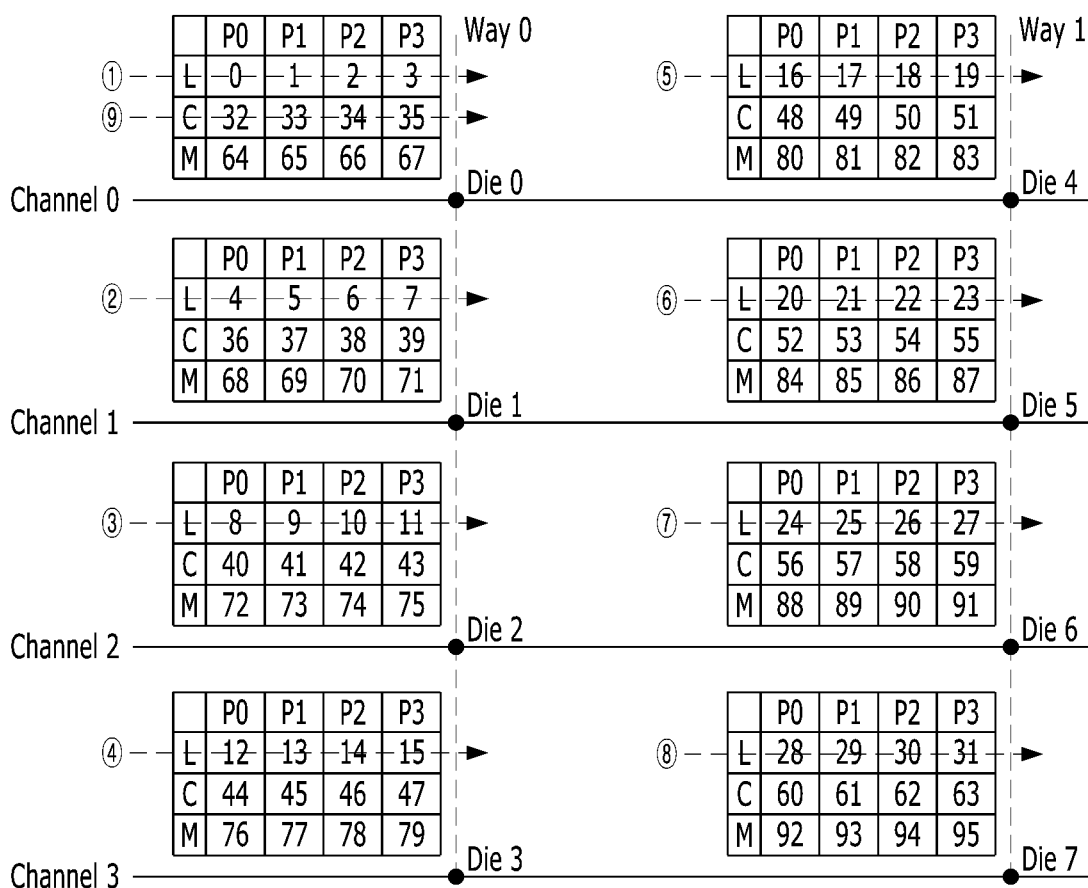 P0 P1 P2 P3 Way 0 P0 P1 P2 P3 Way 1
① L 0 1 2 3 ⑤ L 16 17 18 19
⑨ C 32 33 34 35 C 48 49 50 51
M 64 65 66 67 M 80 81 82 83
Channel 0 Die 0 Die 4
P0 P1 P2 P3 P0 P1 P2 P3
② L 4 5 6 7 ⑥ L 20 21 22 23
C 36 37 38 39 C 52 53 54 55
M 68 69 70 71 M 84 85 86 87
Channel 1 Die 1 Die 5
P0 P1 P2 P3 P0 P1 P2 P3
③ L 8 9 10 11 ⑦ L 24 25 26 27
C 40 41 42 43 C 56 57 58 59
M 72 73 74 75 M 88 89 90 91
Channel 2 Die 2 Die 6
P0 P1 P2 P3 P0 P1 P2 P3
④ L 12 13 14 15 ⑧ L 28 29 30 31
C 44 45 46 47 C 60 61 62 63
M 76 77 78 79 M 92 93 94 95
Channel 3 Die 3 Die 7